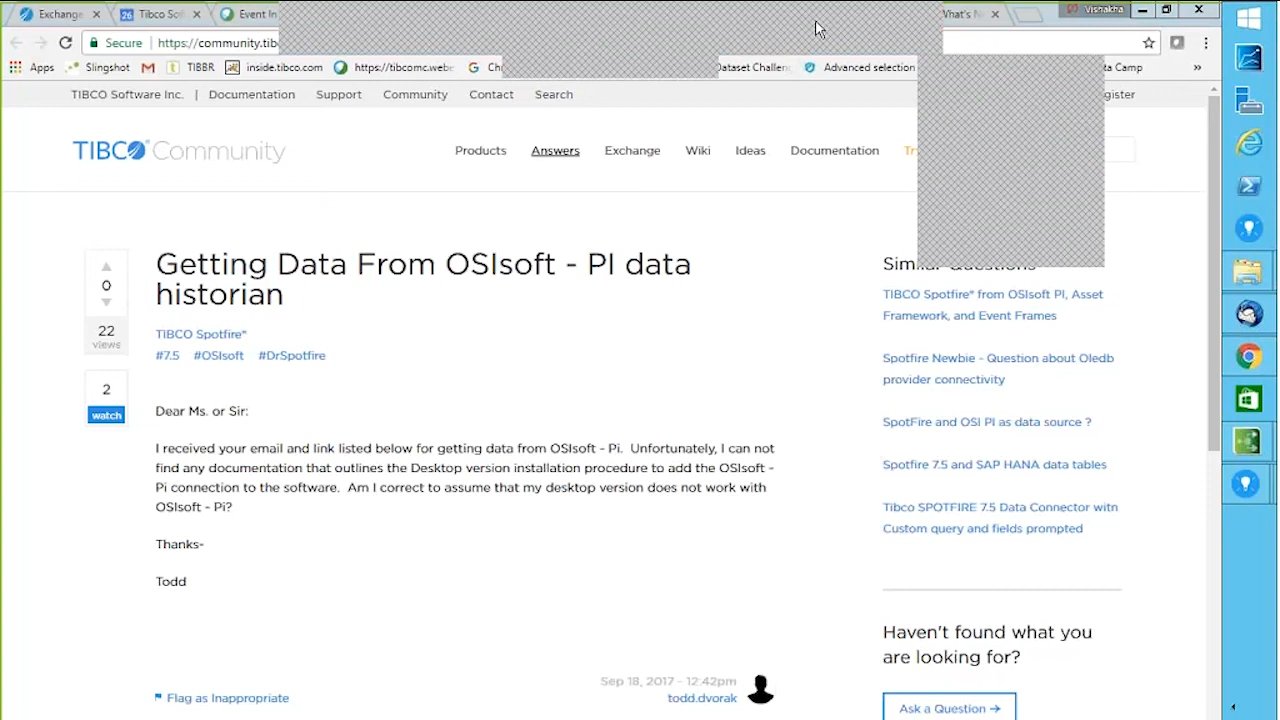 Exchange
Tibco
Event In
What's N
Vishakha
Secure
https://community.tib
Apps
Slingshot
TIBBR
inside.tibco.com
https://tibcomc.webe
Dataset Challen
Advanced selection
ta Camp
TIBCO Software Inc. | Documentation Support Community Contact Search
gister
TIBCO Community
Products Answers Exchange Wiki Ideas Documentation
0
22
views
2
watch
Getting Data From OSIsoft - PI data
historian
TIBCO Spotfire®
#7.5 #OSIsoft #DrSpotfire
Dear Ms. or Sir:
I received your email and link listed below for getting data from OSIsoft - Pi. Unfortunately, I can not
find any documentation that outlines the Desktop version installation procedure to add the OSIsoft -
Pi connection to the software. Am I correct to assume that my desktop version does not work with
OSIsoft - Pi?
Thanks-
Todd
Sep 18, 2017 - 12:42pm
Flag as Inappropriate
todd.dvorak
Similar Questions
TIBCO Spotfire® from OSIsoft PI, Asset
Framework, and Event Frames
Spotfire Newbie - Question about Oledb
provider connectivity
SpotFire and OSI PI as data source ?
Spotfire 7.5 and SAP HANA data tables
Tibco SPOTFIRE 7.5 Data Connector witn
Custom query and fields prompted
Haven't found what you
are looking for?
Ask a Question →